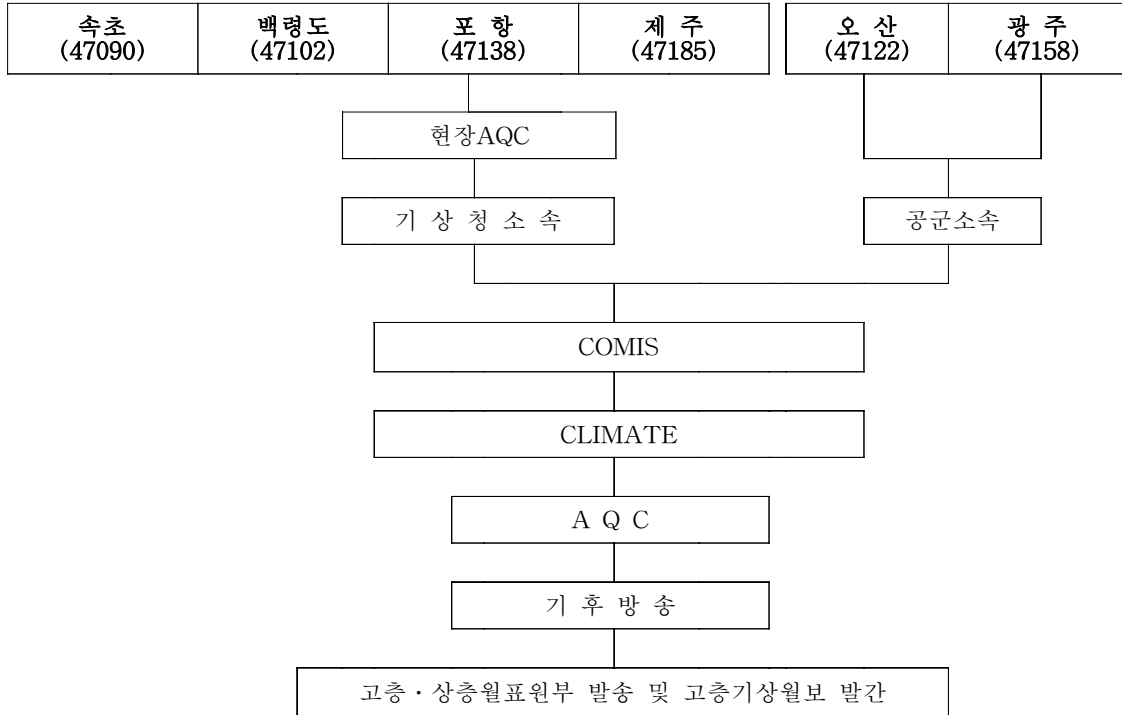 속초 백령도 포 항 제 주 오 산 광 주
(47090) (47102) (47138) (47185) (47122) (47158)
현장AQC
기 상 청 소 속 공군소속
COMIS
CLIMATE
A Q C
기 후 방 송
고층·상층월표원부 발송 및 고층기상월보 발간